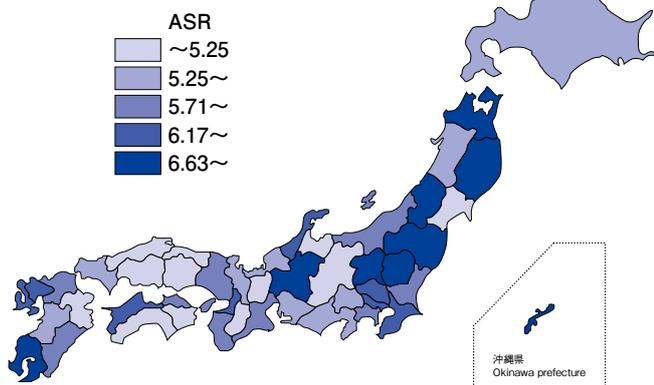 ASR
～5.25
5.25～
5.71～
6.17～
6.63～
沖縄県
Okinawa prefecture